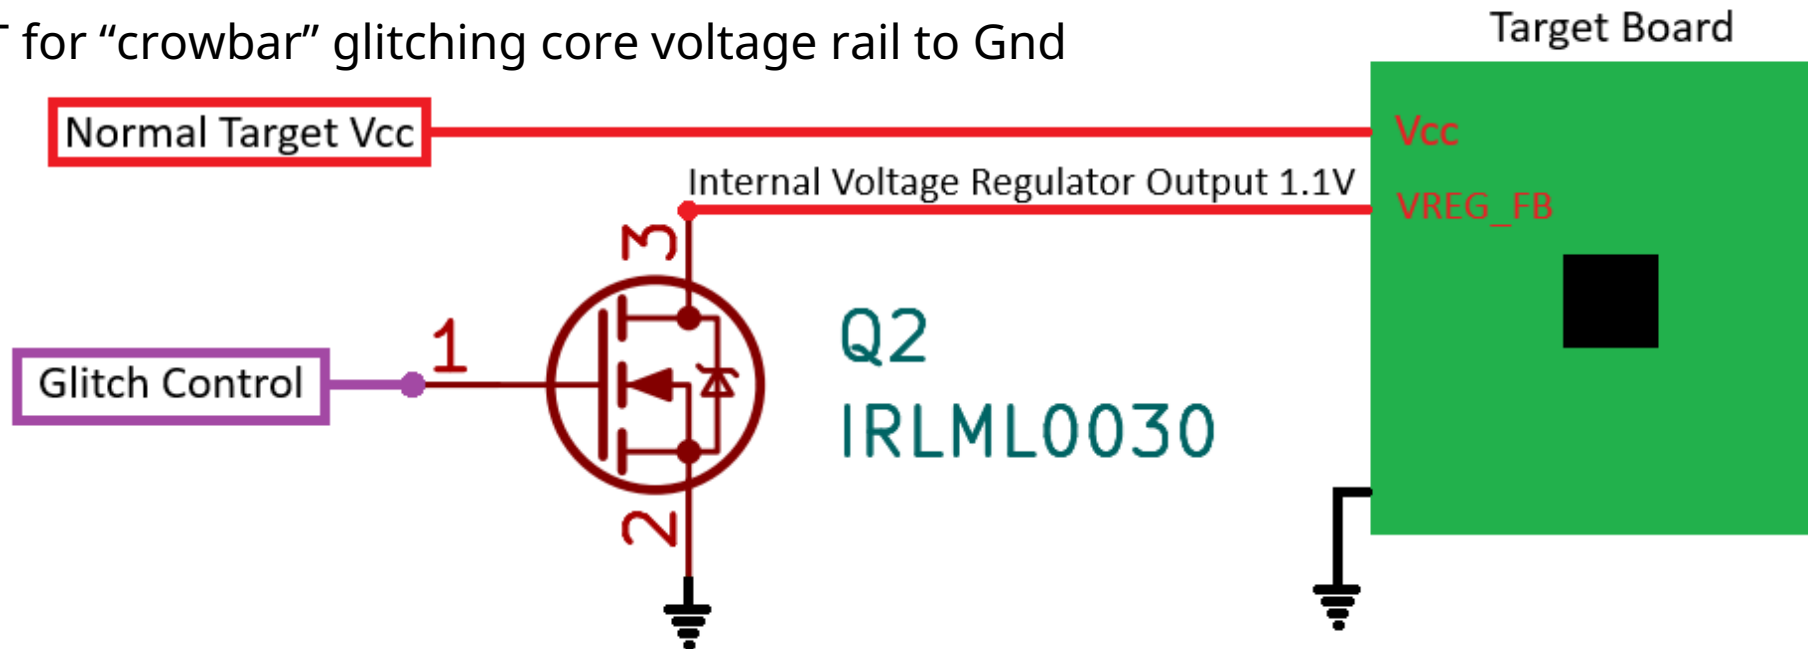 for “crowbar” glitching core voltage rail to Gnd
Target Board
Normal Target Vcc
Vcc
Internal Voltage Regulator Output 1.1V
VREG_FB
3
1
Glitch Control
Q2
IRLML0030
2